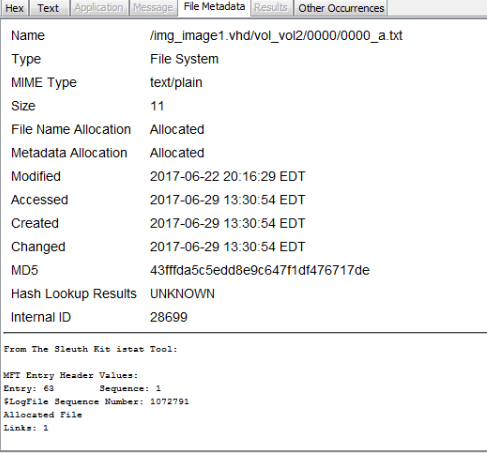 Hex Text Application Message File Metadata Results Other Occurrences
Name /img_image1.vhd/vol_vol2/0000/0000_a.txt
Type File System
MIME Type text/plain
Size 11
File Name Allocation Allocated
Metadata Allocation Allocated
Modified 2017-06-22 20:16:29 EDT
Accessed 2017-06-29 13:30:54 EDT
Created 2017-06-29 13:30:54 EDT
Changed 2017-06-29 13:30:54 EDT
MD5 43fffda5c5edd8e9c647f1df476717de
Hash Lookup Results UNKNOWN
Internal ID 28699
From The Sleuth Kit istat Tool:
MFT Entry Header Values:
Entry: 63 Sequence: 1
$LogFile Sequence Number: 1072791
Allocated File
Links: 1